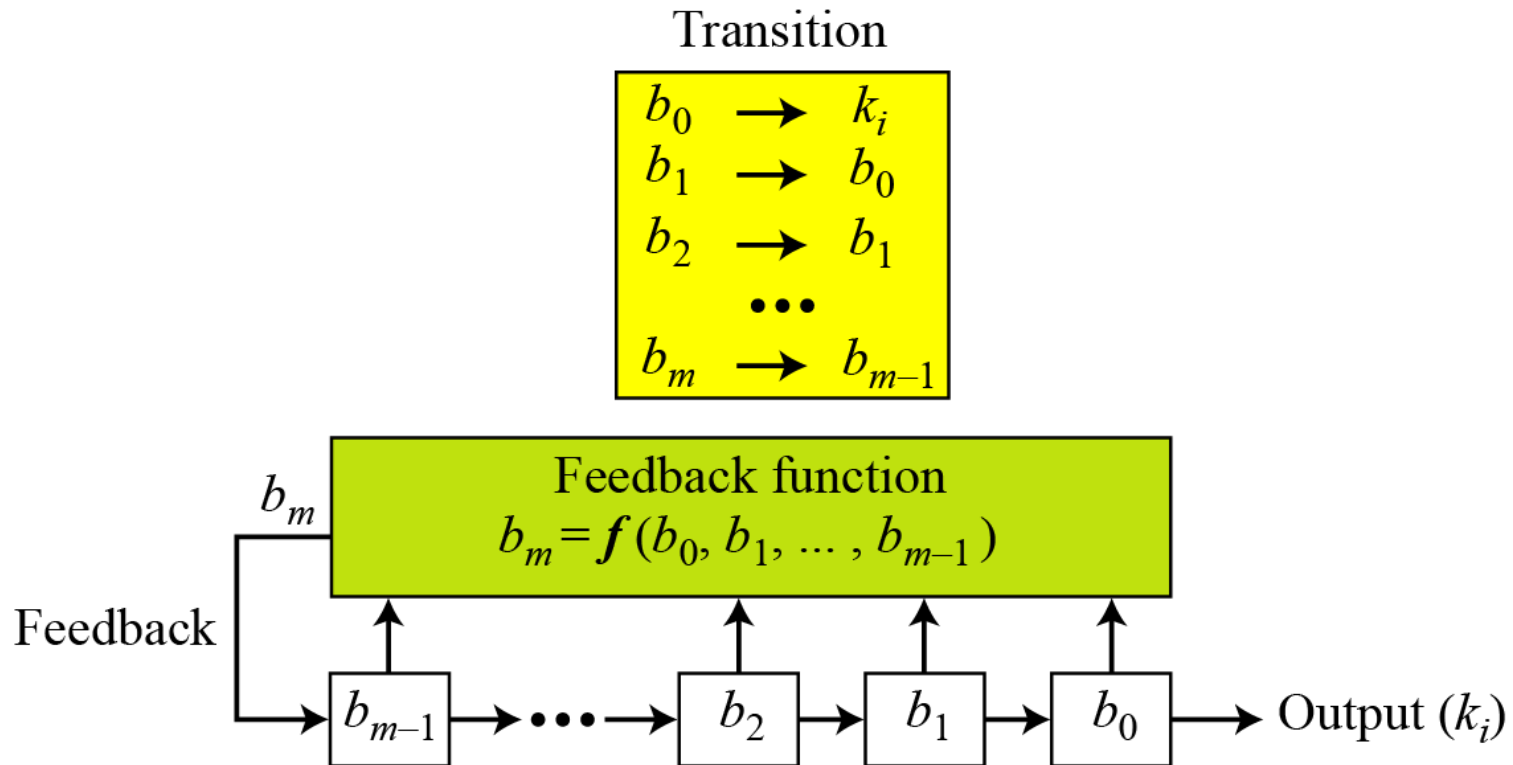 Transition
b₀ → kᵢ
b₁ → b₀
b₂ → b₁
•••
bₘ → bₘ₋₁
Feedback function
bₘ = f (b₀, b₁, ... , bₘ₋₁)
bₘ
Feedback
bₘ₋₁ ••• b₂ b₁ b₀ Output (kᵢ)